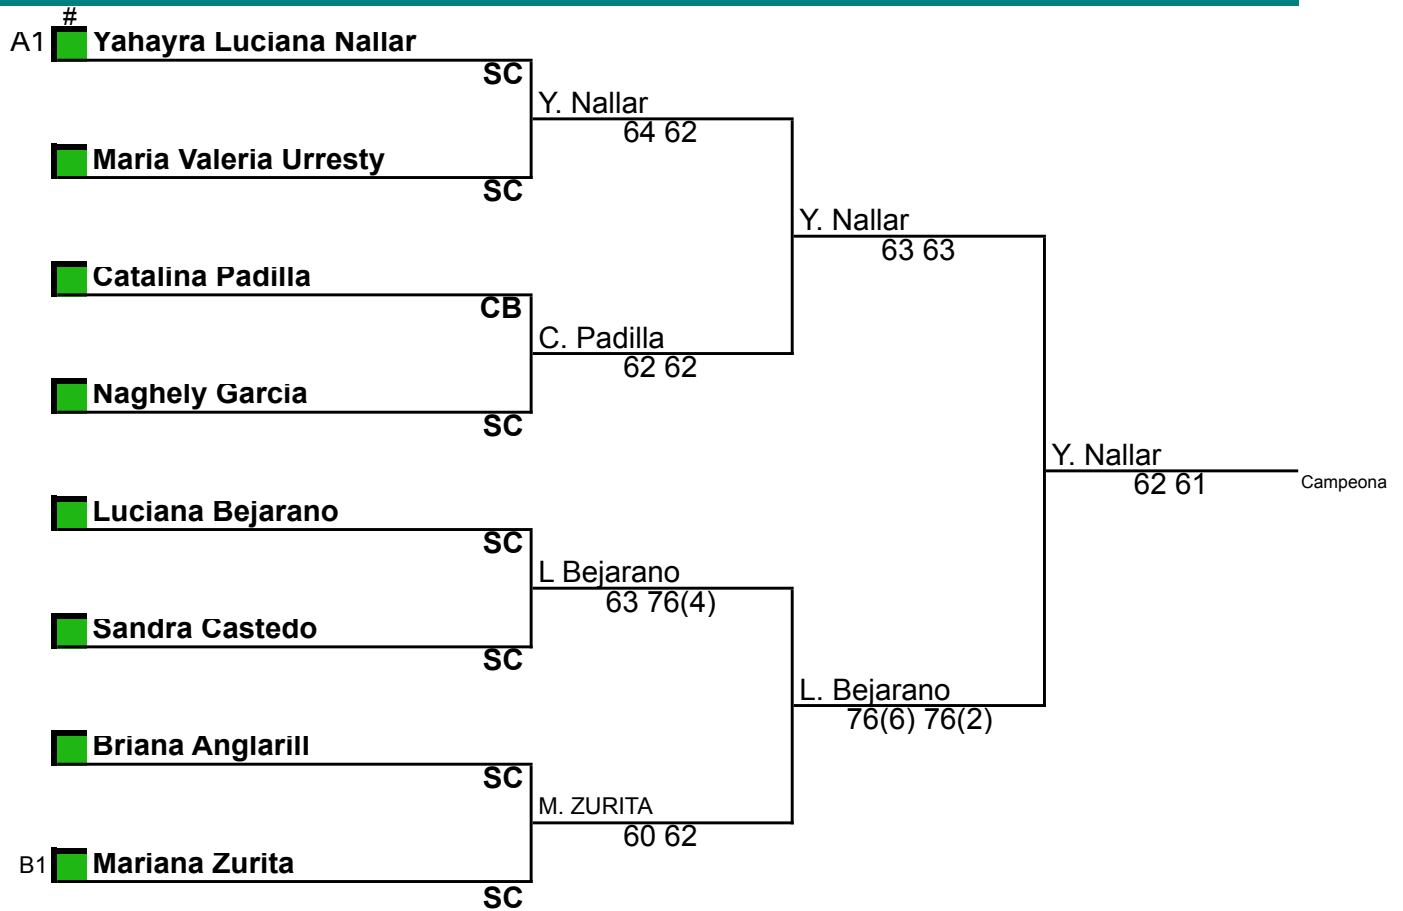 #
A1 Yahayra Luciana Nallar
SC
Y. Nallar
64 62
Maria Valeria Urresty
SC
Y. Nallar
63 63
Catalina Padilla
CB
C. Padilla
62 62
Naghely Garcia
SC
Y. Nallar
62 61
Campeona
Luciana Bejarano
SC
L Bejarano
63 76(4)
Sandra Castedo
SC
L. Bejarano
76(6) 76(2)
Briana Anglarill
SC
M. ZURITA
60 62
B1 Mariana Zurita
SC